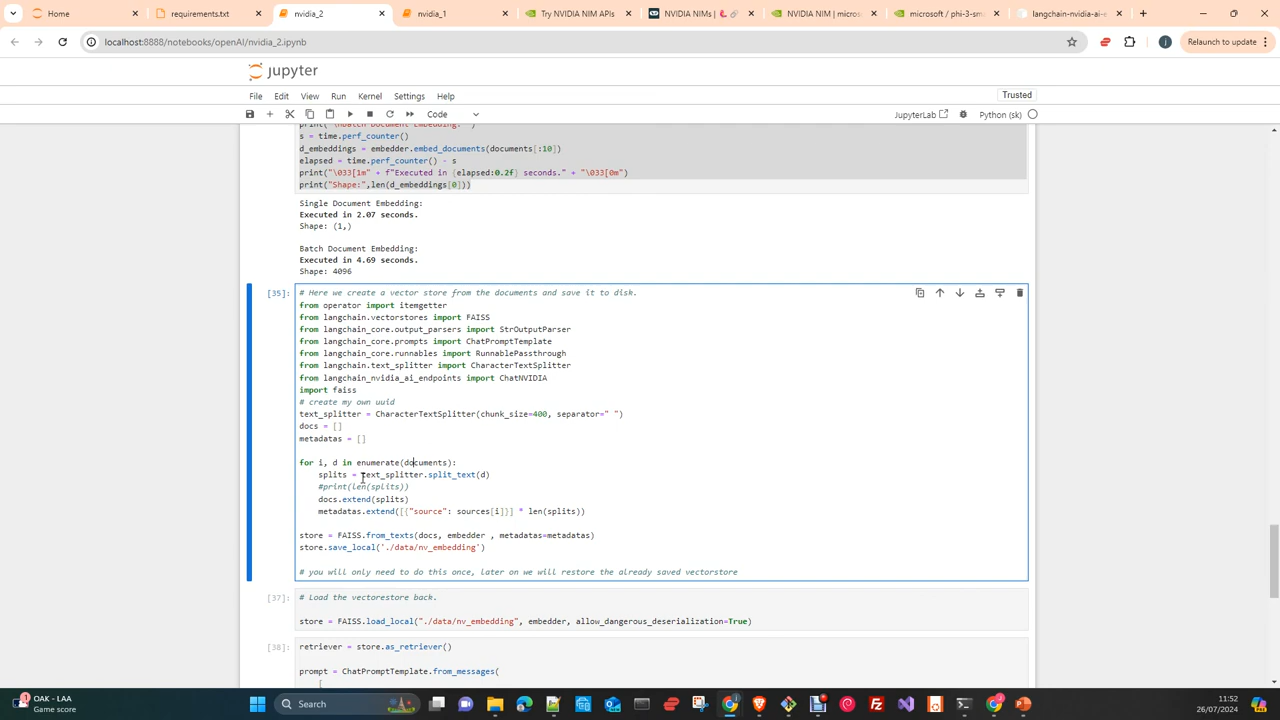 Home
requirements.txt
nvidia_2
nvidia_1
Try NVIDIA NIM APIs
NVIDIA NIMs |
NVIDIA NIM | micros
microsoft / phi-3-sm
langchain-nvidia-ai-e
localhost:8888/notebooks/openAI/nvidia_2.ipynb
Relaunch to update
jupyter
File Edit View Run Kernel Settings Help
Trusted
Code
JupyterLab
Python (sk)
s = time.perf_counter()
d_embeddings = embedder.embed_documents(documents[:10])
elapsed = time.perf_counter() - s
print("\033[1m" + f"Executed in {elapsed:0.2f} seconds." + "\033[0m")
print("Shape:",len(d_embeddings[0]))
Single Document Embedding:
Executed in 2.07 seconds.
Shape: (1,)
Batch Document Embedding:
Executed in 4.69 seconds.
Shape: 4096
[35]:
# Here we create a vector store from the documents and save it to disk.
from operator import itemgetter
from langchain.vectorstores import FAISS
from langchain_core.output_parsers import StrOutputParser
from langchain_core.prompts import ChatPromptTemplate
from langchain_core.runnables import RunnablePassthrough
from langchain.text_splitter import CharacterTextSplitter
from langchain_nvidia_ai_endpoints import ChatNVIDIA
import faiss
# create my own uuid
text_splitter = CharacterTextSplitter(chunk_size=400, separator=" ")
docs = []
metadatas = []
for i, d in enumerate(documents):
splits = text_splitter.split_text(d)
#print(len(splits))
docs.extend(splits)
metadatas.extend([{"source": sources[i]}] * len(splits))
store = FAISS.from_texts(docs, embedder , metadatas=metadatas)
store.save_local('./data/nv_embedding')
# you will only need to do this once, later on we will restore the already saved vectorstore
[37]:
# Load the vectorestore back.
store = FAISS.load_local("./data/nv_embedding", embedder, allow_dangerous_deserialization=True)
[38]:
retriever = store.as_retriever()
prompt = ChatPromptTemplate.from_messages(
[
OAK - LAA
Game score
Search
11:52
26/07/2024